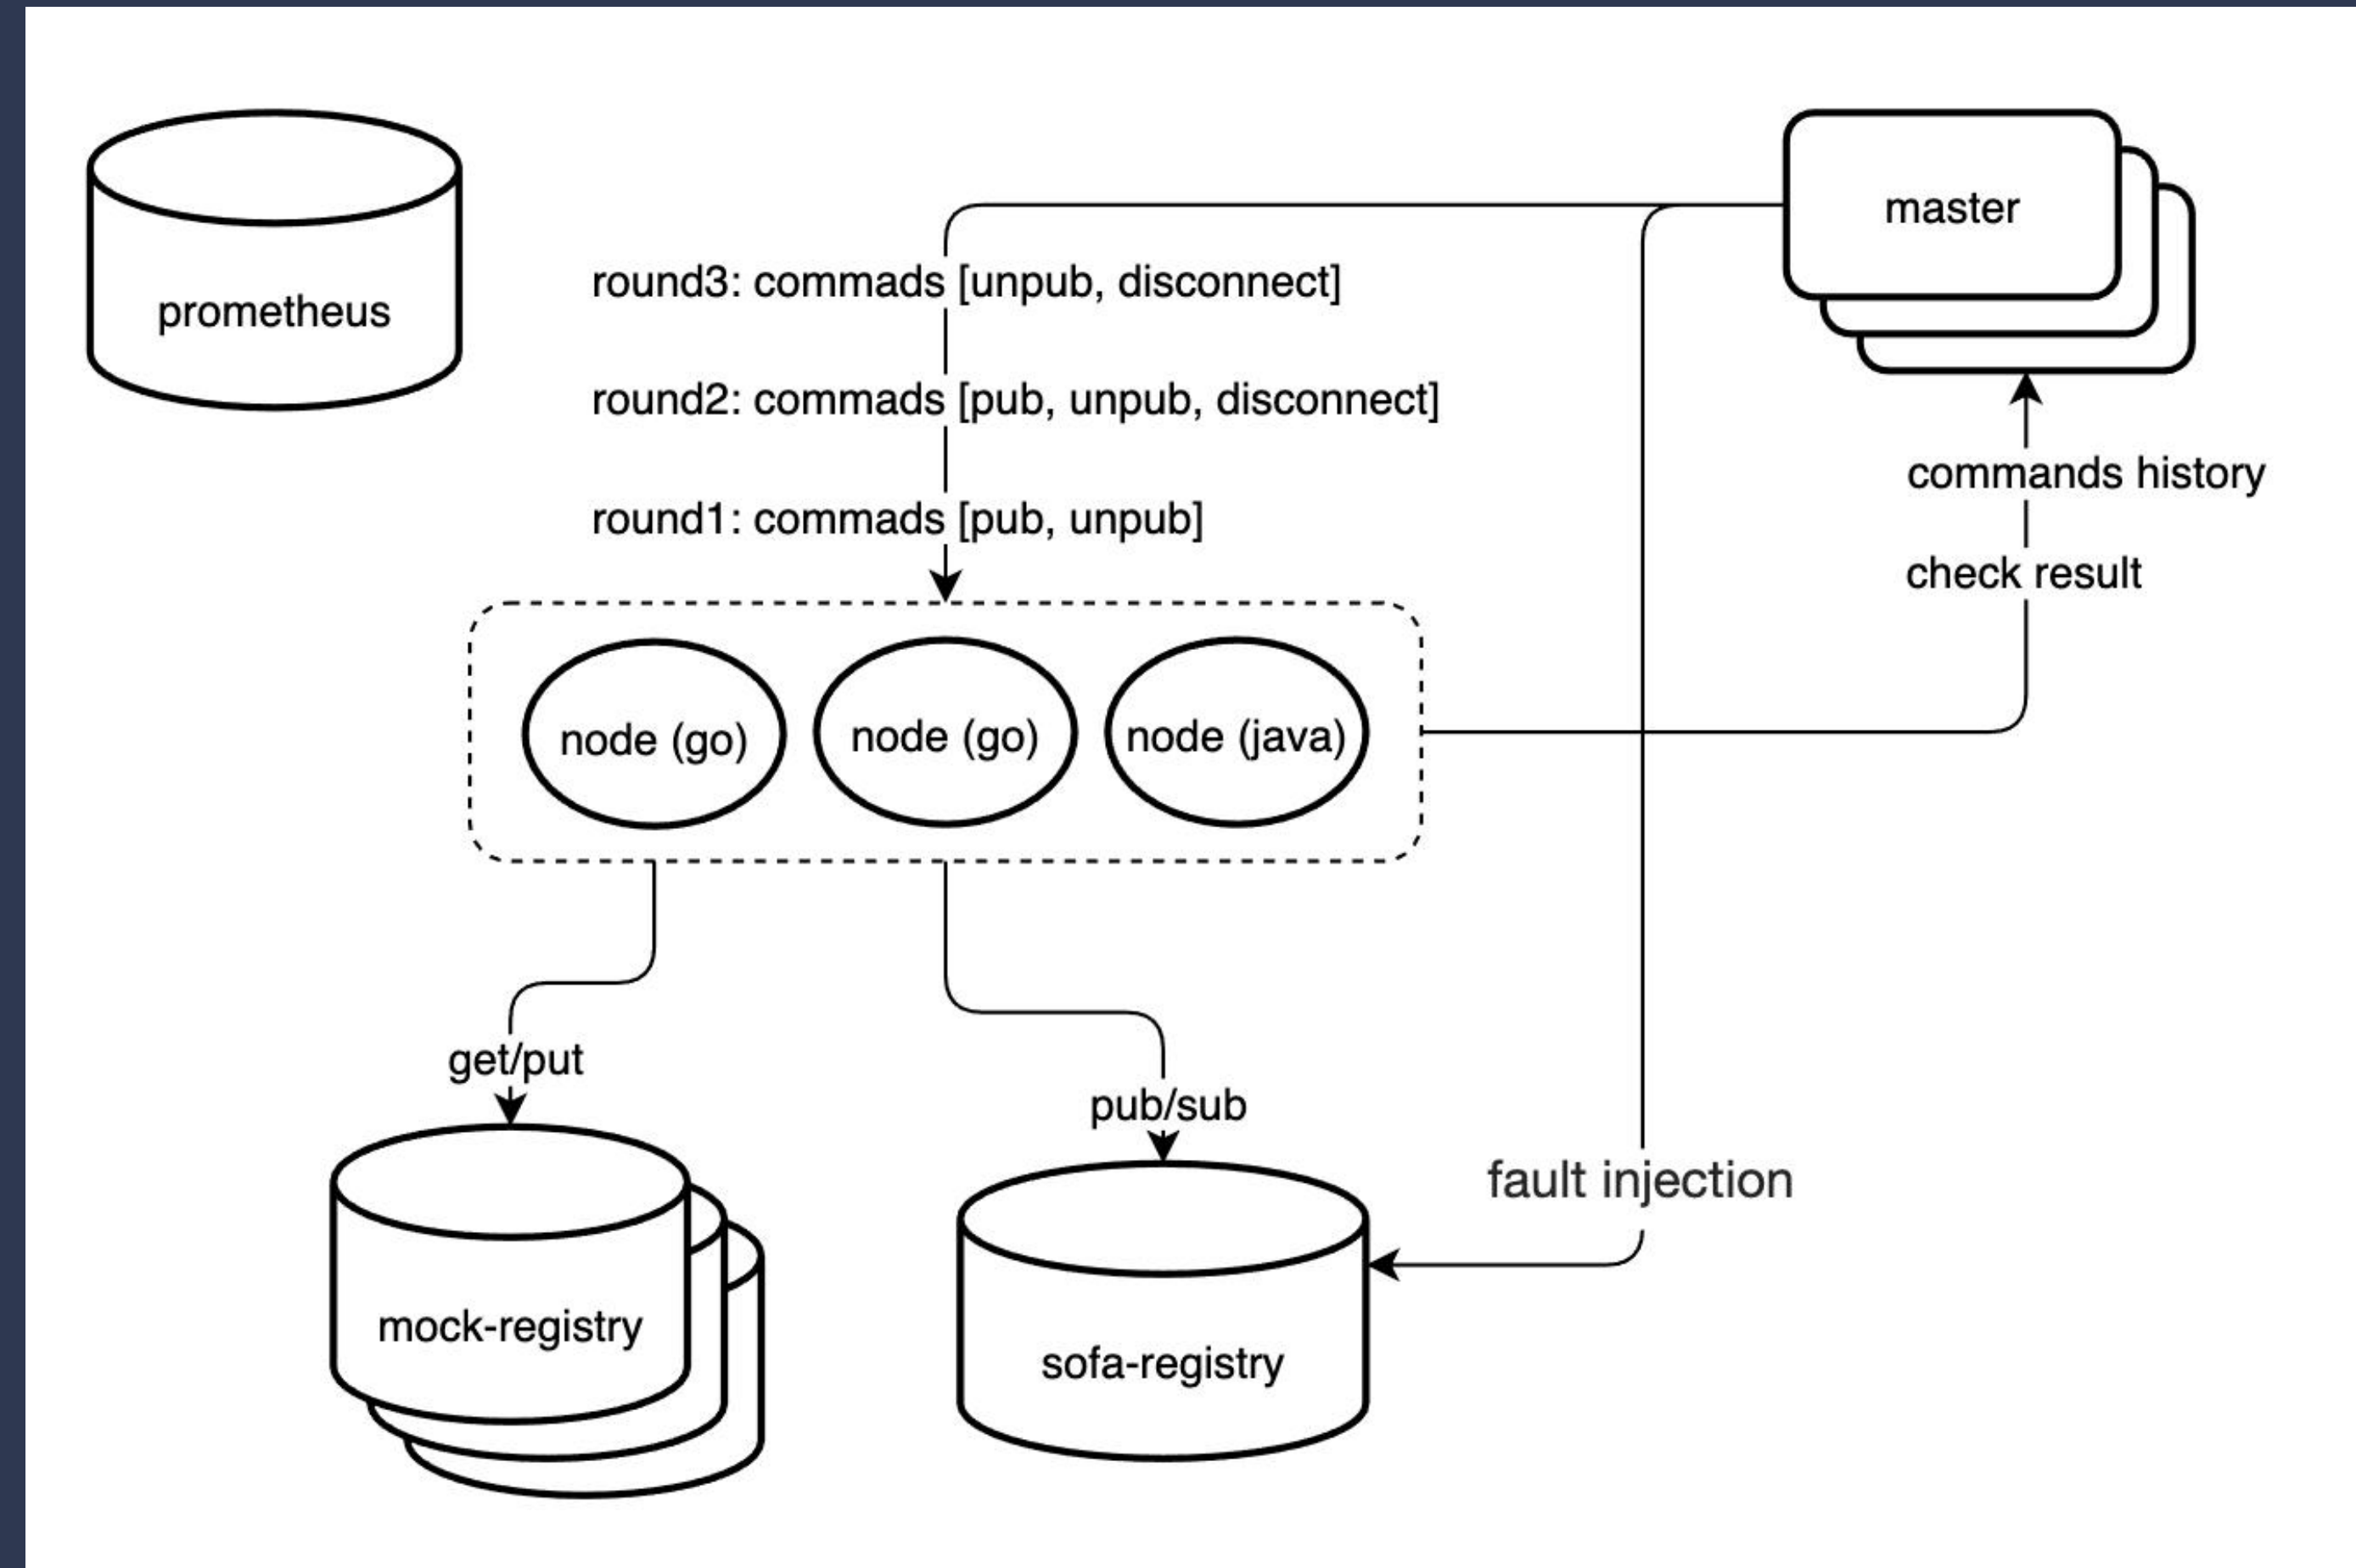 prometheus
master
round3: commads [unpub, disconnect]
round2: commads [pub, unpub, disconnect]
round1: commads [pub, unpub]
commands history
check result
node (go)
node (go)
node (java)
get/put
pub/sub
fault injection
mock-registry
sofa-registry